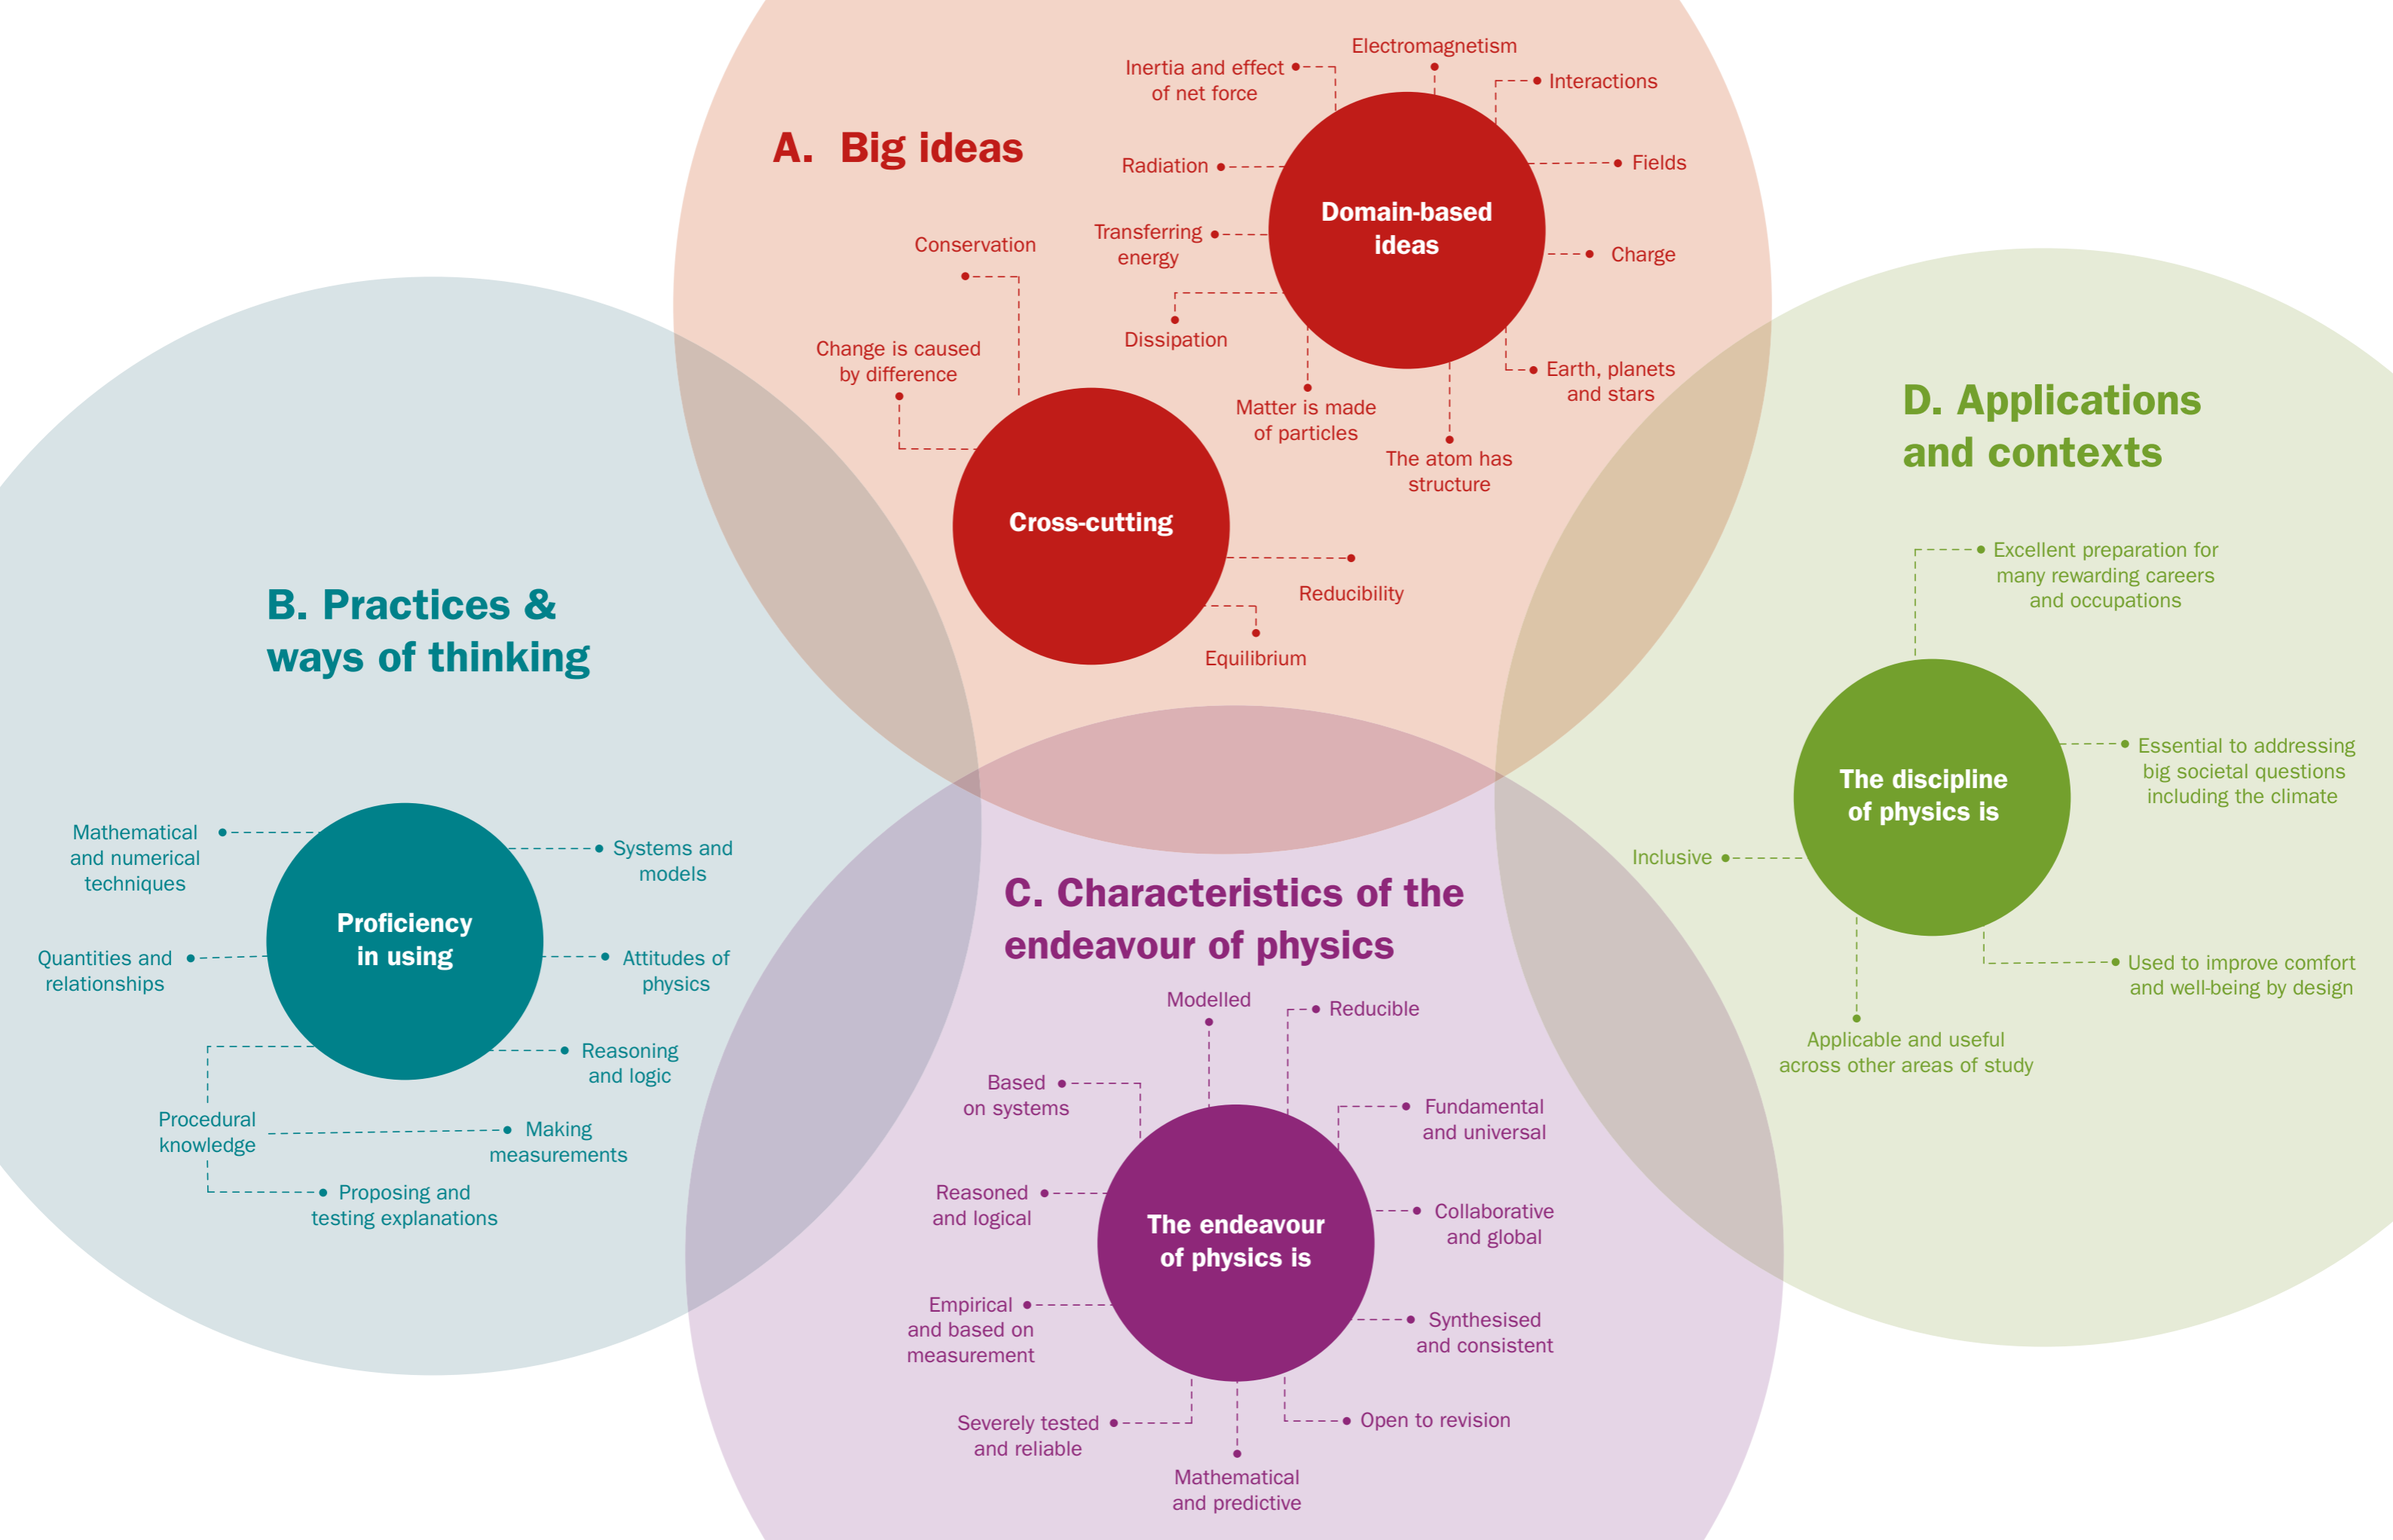 A. Big ideas
Electromagnetism
Inertia and effect
of net force
Interactions
Radiation
Fields
Domain-based
ideas
Transferring
energy
Charge
Conservation
Dissipation
Change is caused
by difference
Earth, planets
and stars
Matter is made
of particles
The atom has
structure
Cross-cutting
Reducibility
Equilibrium
B. Practices &
ways of thinking
Mathematical
and numerical
techniques
Systems and
models
Proficiency
in using
Quantities and
relationships
Attitudes of
physics
Reasoning
and logic
Procedural
knowledge
Making
measurements
Proposing and
testing explanations
C. Characteristics of the
endeavour of physics
Modelled
Reducible
Based
on systems
Fundamental
and universal
Reasoned
and logical
Collaborative
and global
The endeavour
of physics is
Empirical
and based on
measurement
Synthesised
and consistent
Severely tested
and reliable
Open to revision
Mathematical
and predictive
D. Applications
and contexts
Excellent preparation for
many rewarding careers
and occupations
Essential to addressing
big societal questions
including the climate
The discipline
of physics is
Inclusive
Used to improve comfort
and well-being by design
Applicable and useful
across other areas of study